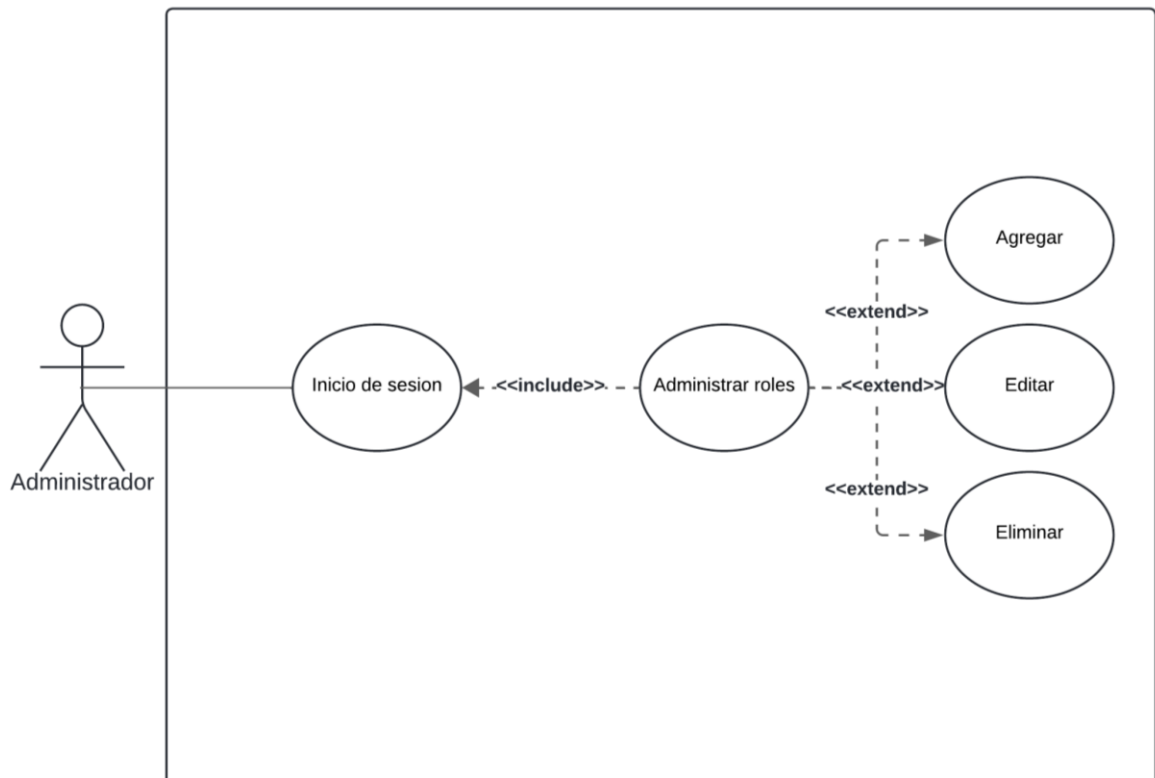 Agregar
<<extend>>
Inicio de sesion
<<include>>
Administrar roles
<<extend>>
Editar
Administrador
<<extend>>
Eliminar